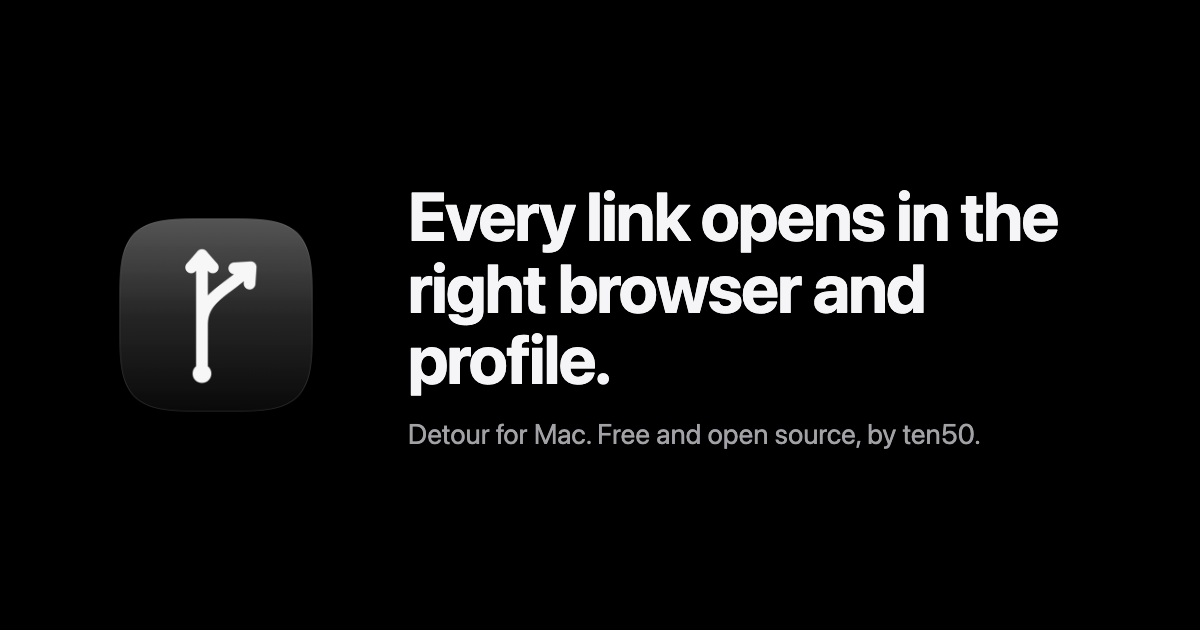 Every link opens in the
right browser and
profile.
Detour for Mac. Free and open source, by ten50.